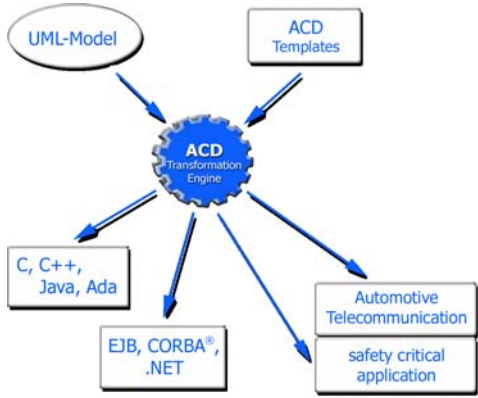 UML-Model
ACD
Templates
ACD
Transformation
Engine
C, C++,
Java, Ada
EJB, CORBA®,
.NET
Automotive
Telecommunication
safety critical
application